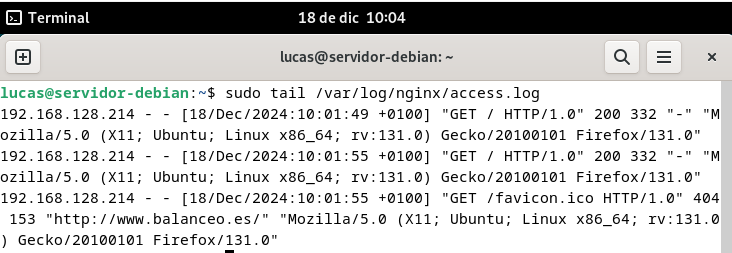 Terminal
18 de dic 10:04
lucas@servidor-debian: ~
lucas@servidor-debian:~$ sudo tail /var/log/nginx/access.log
192.168.128.214 - - [18/Dec/2024:10:01:49 +0100] "GET / HTTP/1.0" 200 332 "-" "M
ozilla/5.0 (X11; Ubuntu; Linux x86_64; rv:131.0) Gecko/20100101 Firefox/131.0"
192.168.128.214 - - [18/Dec/2024:10:01:55 +0100] "GET / HTTP/1.0" 200 332 "-" "M
ozilla/5.0 (X11; Ubuntu; Linux x86_64; rv:131.0) Gecko/20100101 Firefox/131.0"
192.168.128.214 - - [18/Dec/2024:10:01:55 +0100] "GET /favicon.ico HTTP/1.0" 404
 153 "http://www.balanceo.es/" "Mozilla/5.0 (X11; Ubuntu; Linux x86_64; rv:131.0
) Gecko/20100101 Firefox/131.0"